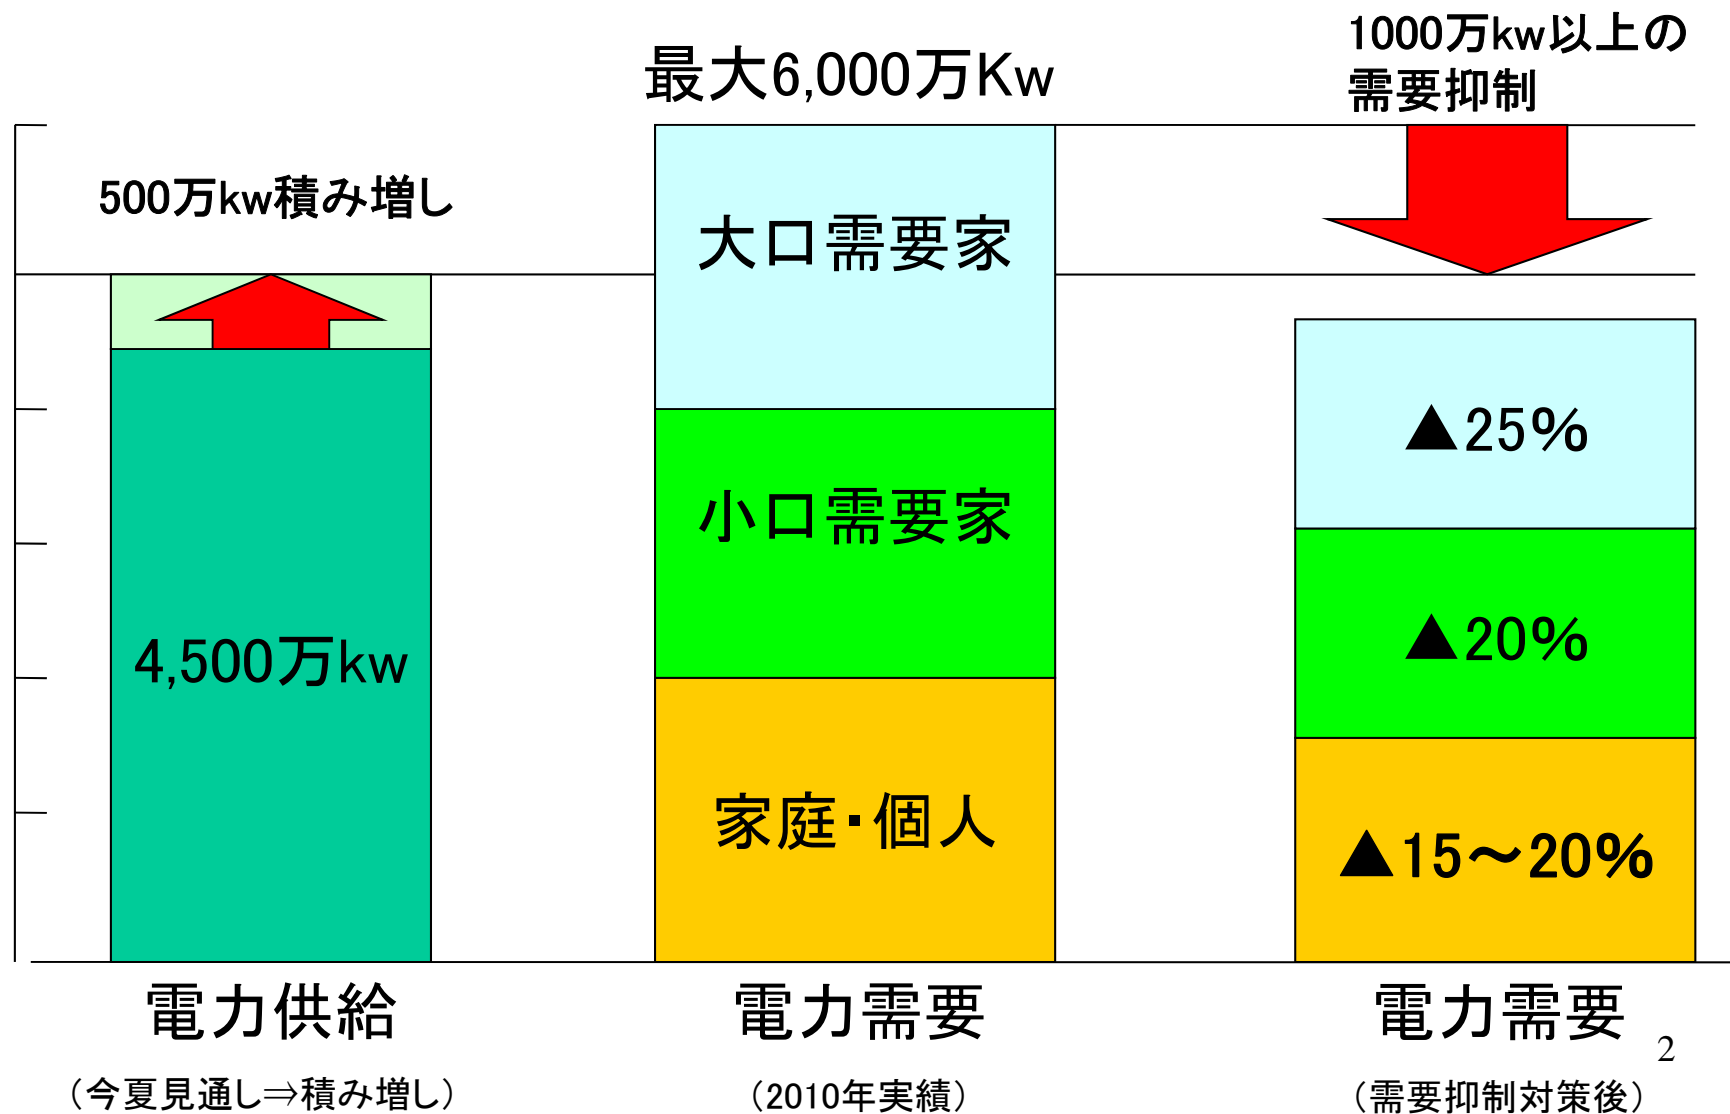 最大6,000万Kw
1000万kw以上の
需要抑制
500万kw積み増し
大口需要家
小口需要家
家庭・個人
4,500万kw
▲25%
▲20%
▲15～20%
電力供給
（今夏見通し⇒積み増し）
電力需要
（2010年実績）
電力需要
（需要抑制対策後）
2